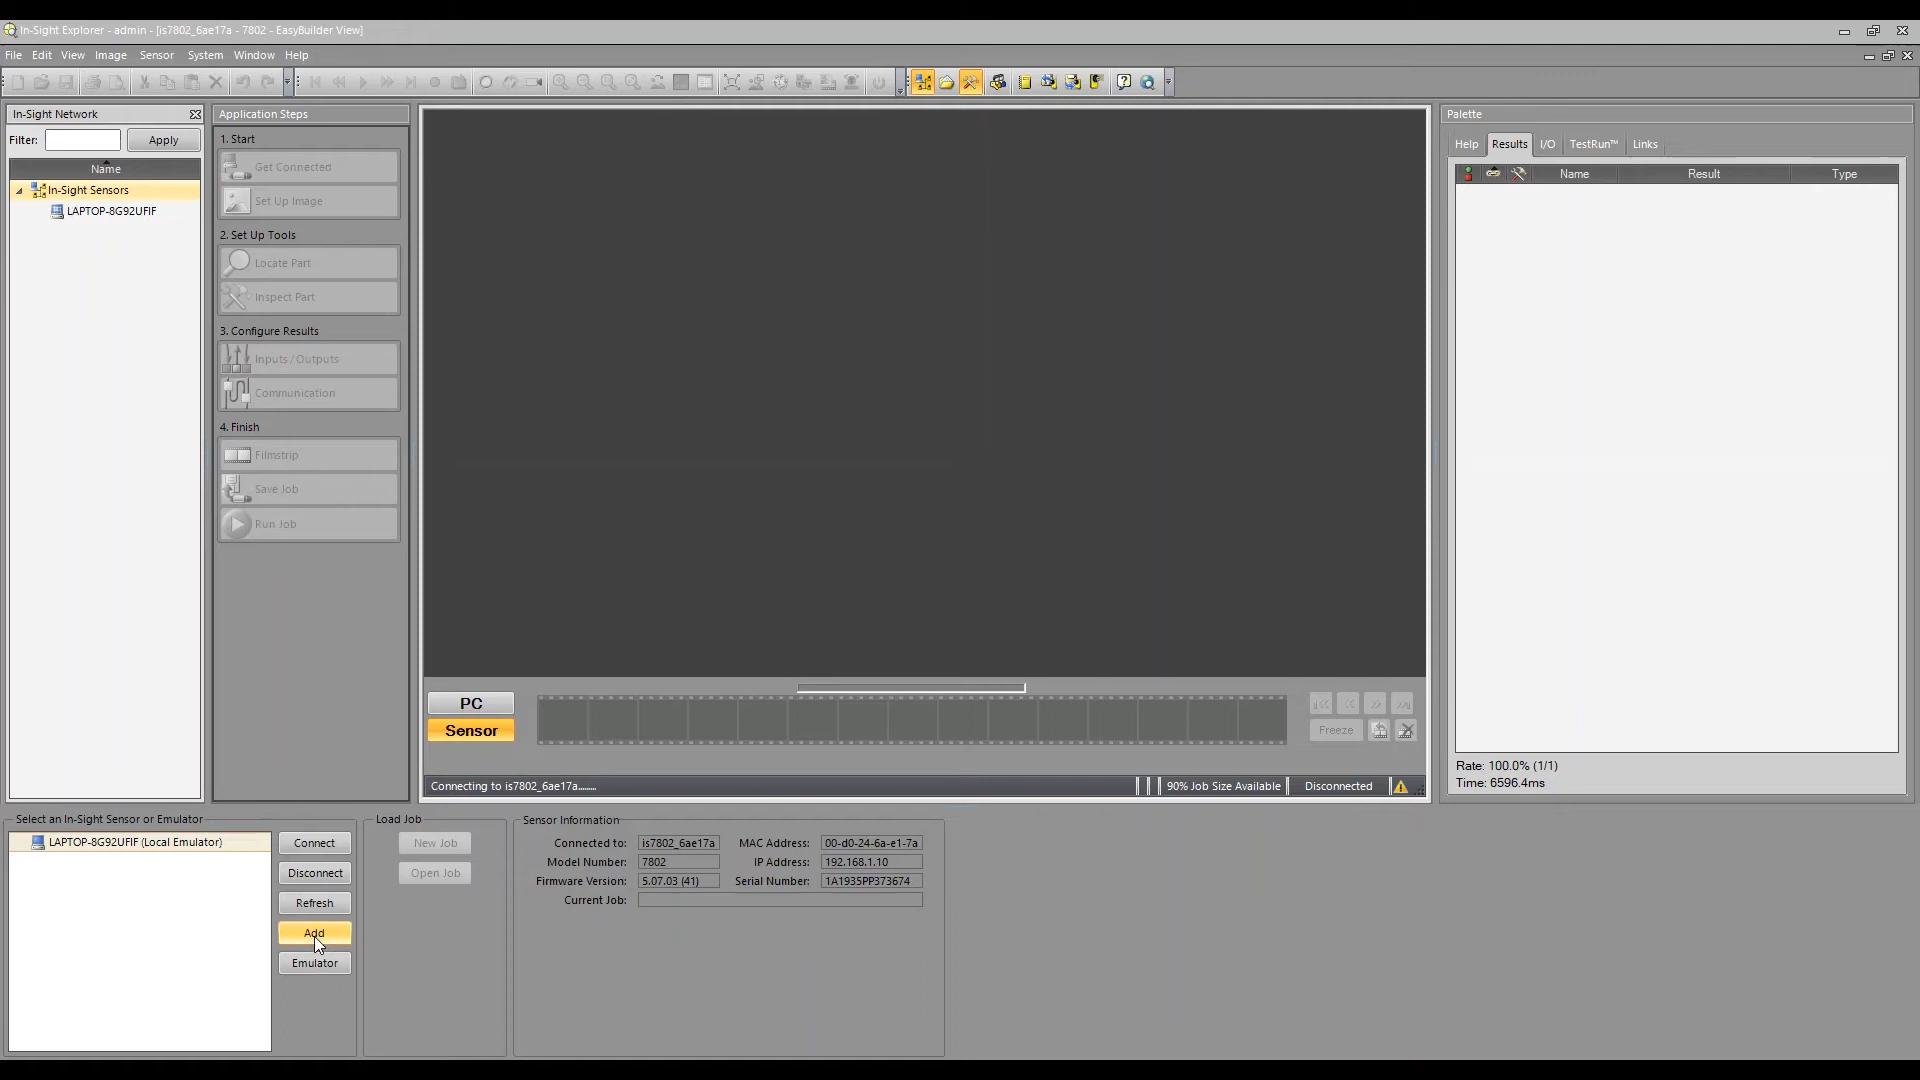 In-Sight Explorer - admin - [is7802_6ae17a - 7802 - EasyBuilder View]
File Edit View Image Sensor System Window Help
In-Sight Network
Filter: Apply
Name
In-Sight Sensors
LAPTOP-8G92UFIF
Application Steps
1. Start
Get Connected
Set Up Image
2. Set Up Tools
Locate Part
Inspect Part
3. Configure Results
Inputs / Outputs
Communication
4. Finish
Filmstrip
Save Job
Run Job
PC
Sensor
Freeze
Connecting to is7802_6ae17a........ 90% Job Size Available Disconnected
Palette
Help Results I/O TestRun™ Links
Name Result Type
Rate: 100.0% (1/1)
Time: 6596.4ms
Select an In-Sight Sensor or Emulator
LAPTOP-8G92UFIF (Local Emulator)
Connect
Disconnect
Refresh
Add
Emulator
Load Job
New Job
Open Job
Sensor Information
Connected to: is7802_6ae17a MAC Address: 00-d0-24-6a-e1-7a
Model Number: 7802 IP Address: 192.168.1.10
Firmware Version: 5.07.03 (41) Serial Number: 1A1935PP373674
Current Job: